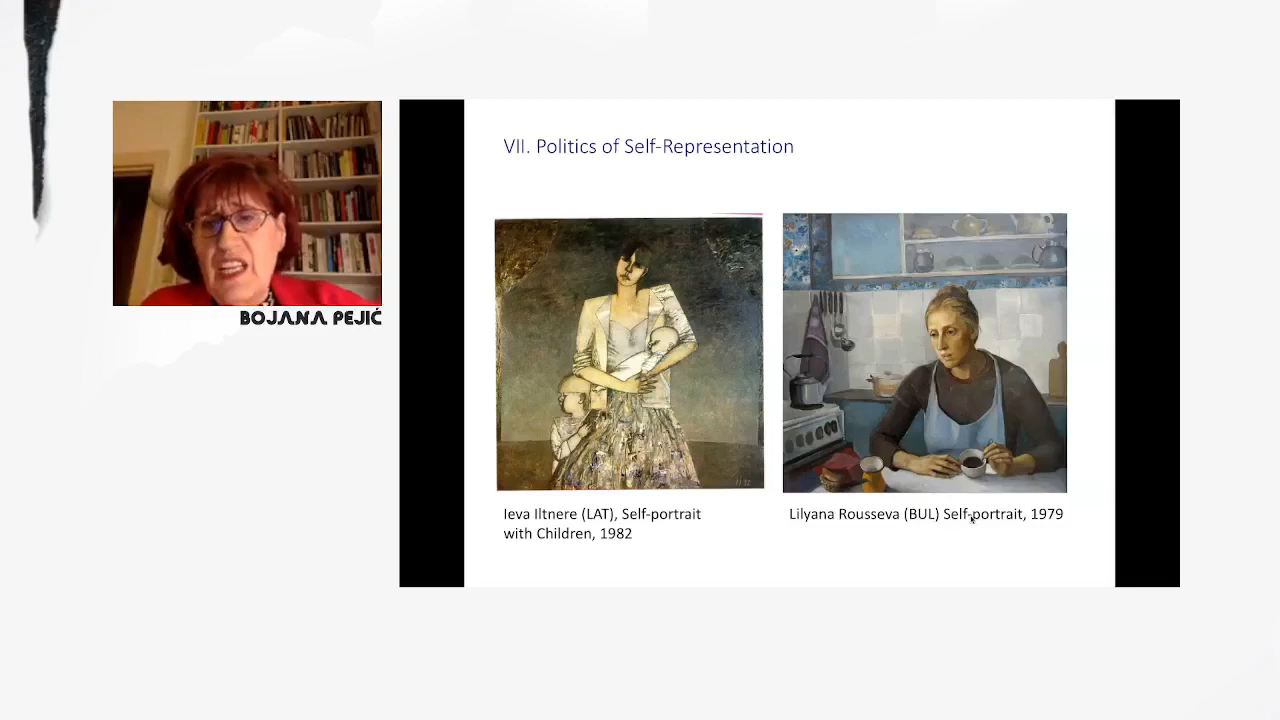 BOJANA PEJIĆ
VII. Politics of Self-Representation
Ieva Iltnere (LAT), Self-portrait
with Children, 1982
Lilyana Rousseva (BUL) Self-portrait, 1979